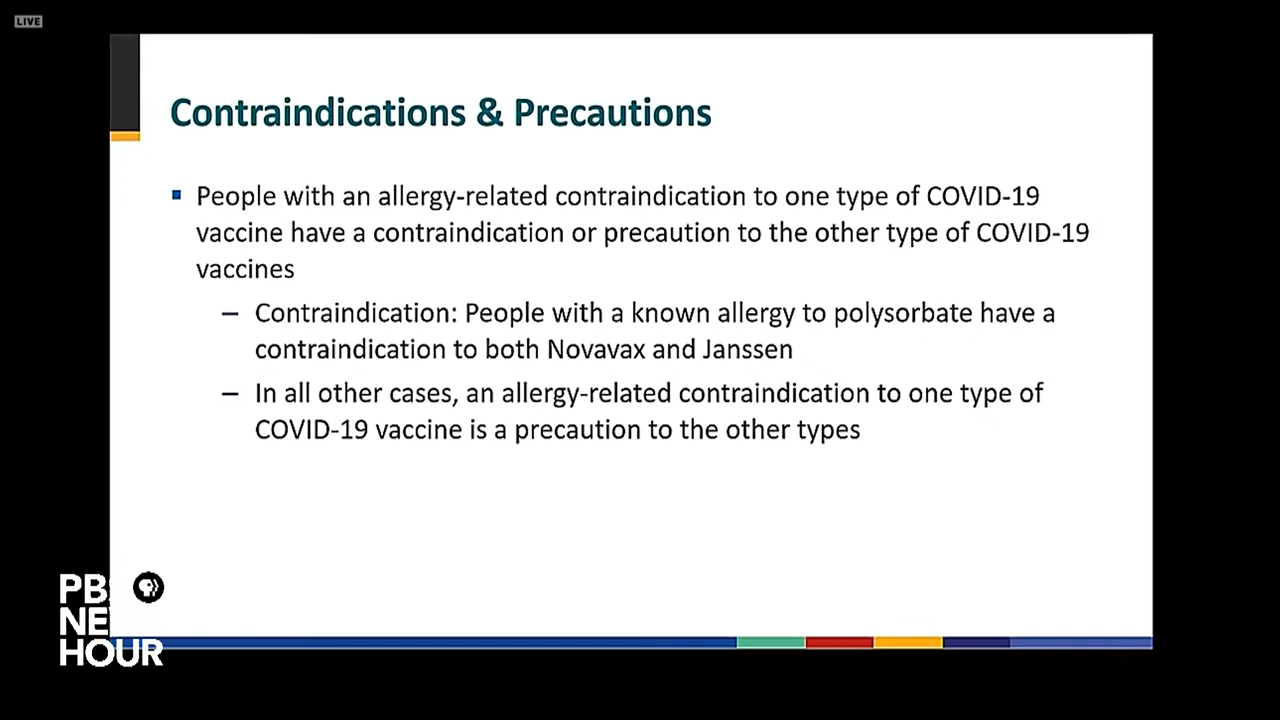 LIVE
Contraindications & Precautions
▪ People with an allergy-related contraindication to one type of COVID-19
vaccine have a contraindication or precaution to the other type of COVID-19
vaccines
– Contraindication: People with a known allergy to polysorbate have a
contraindication to both Novavax and Janssen
– In all other cases, an allergy-related contraindication to one type of
COVID-19 vaccine is a precaution to the other types
PB
NE
HOUR